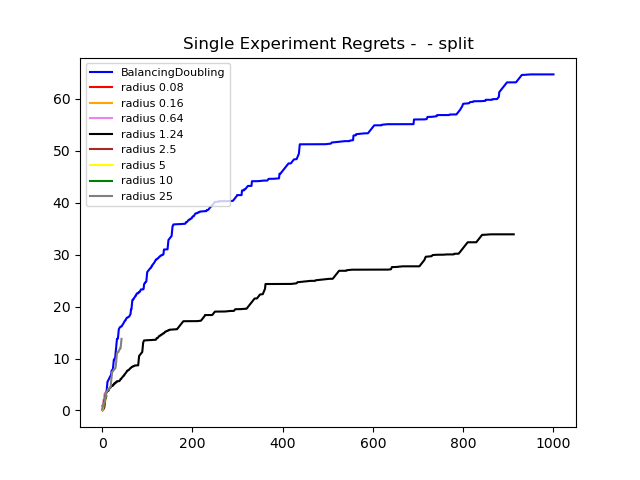 Single Experiment Regrets -  - split
BalancingDoubling
radius 0.08
radius 0.16
radius 0.64
radius 1.24
radius 2.5
radius 5
radius 10
radius 25
60
50
40
30
20
10
0
0 200 400 600 800 1000